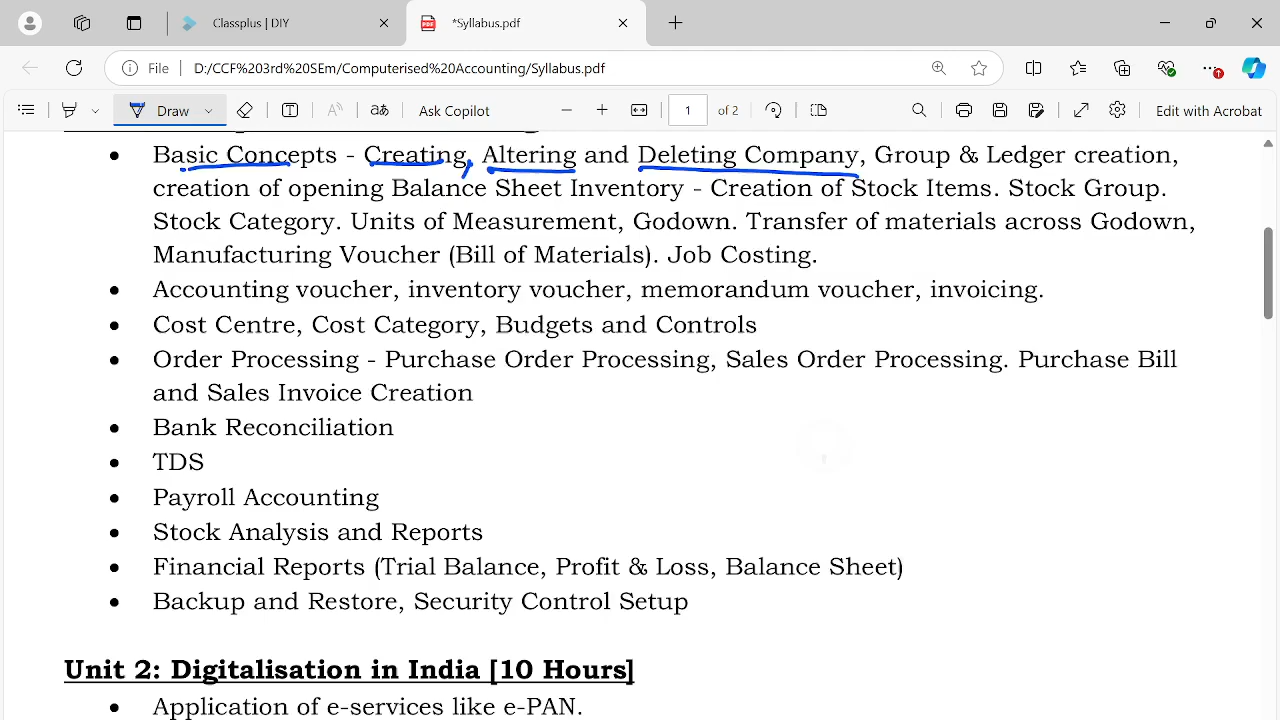 Classplus | DIY
*Syllabus.pdf
File | D:/CCF%203rd%20SEm/Computerised%20Accounting/Syllabus.pdf
Draw
Ask Copilot
1 of 2
Edit with Acrobat
• Basic Concepts - Creating, Altering and Deleting Company, Group & Ledger creation,
creation of opening Balance Sheet Inventory - Creation of Stock Items. Stock Group.
Stock Category. Units of Measurement, Godown. Transfer of materials across Godown,
Manufacturing Voucher (Bill of Materials). Job Costing.
• Accounting voucher, inventory voucher, memorandum voucher, invoicing.
• Cost Centre, Cost Category, Budgets and Controls
• Order Processing - Purchase Order Processing, Sales Order Processing. Purchase Bill
and Sales Invoice Creation
• Bank Reconciliation
• TDS
• Payroll Accounting
• Stock Analysis and Reports
• Financial Reports (Trial Balance, Profit & Loss, Balance Sheet)
• Backup and Restore, Security Control Setup
Unit 2: Digitalisation in India [10 Hours]
• Application of e-services like e-PAN.